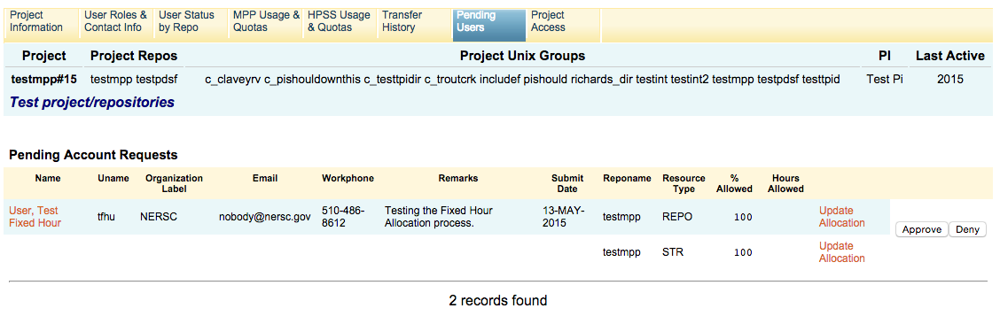 Project Information
User Roles & Contact Info
User Status by Repo
MPP Usage & Quotas
HPSS Usage & Quotas
Transfer History
Pending Users
Project Access
Project Project Repos Project Unix Groups PI Last Active
testmpp#15 testmpp testpdsf c_claveyrv c_pishouldownthis c_testtpidir c_troutcrk includef pishould richards_dir testint testint2 testmpp testpdsf testtpid Test Pi 2015
Test project/repositories
Pending Account Requests
Name Uname Organization Label Email Workphone Remarks Submit Date Reponame Resource Type % Allowed Hours Allowed
User, Test Fixed Hour tfhu NERSC nobody@nersc.gov 510-486-8612 Testing the Fixed Hour Allocation process. 13-MAY-2015 testmpp REPO 100 Update Allocation
Approve Deny
testmpp STR 100 Update Allocation
2 records found